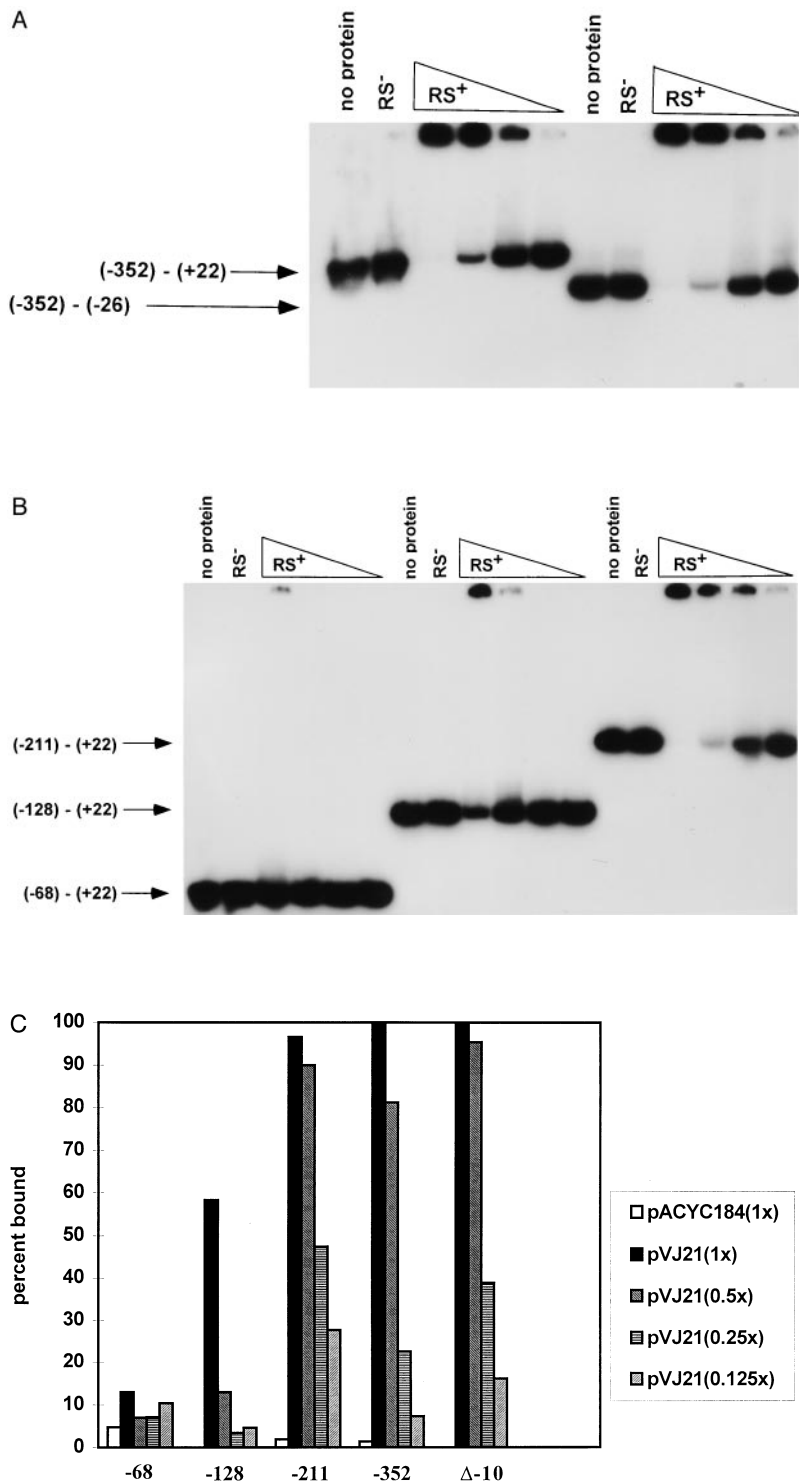 A
no protein
RS-
RS+
no protein
RS-
RS+
(-352) - (+22)
(-352) - (-26)
B
no protein
RS-
RS+
no protein
RS-
RS+
no protein
RS-
RS+
(-211) - (+22)
(-128) - (+22)
(-68) - (+22)
C
100
90
80
70
60
50
40
30
20
10
0
percent bound
-68
-128
-211
-352
Δ-10
pACYC184(1x)
pVJ21(1x)
pVJ21(0.5x)
pVJ21(0.25x)
pVJ21(0.125x)